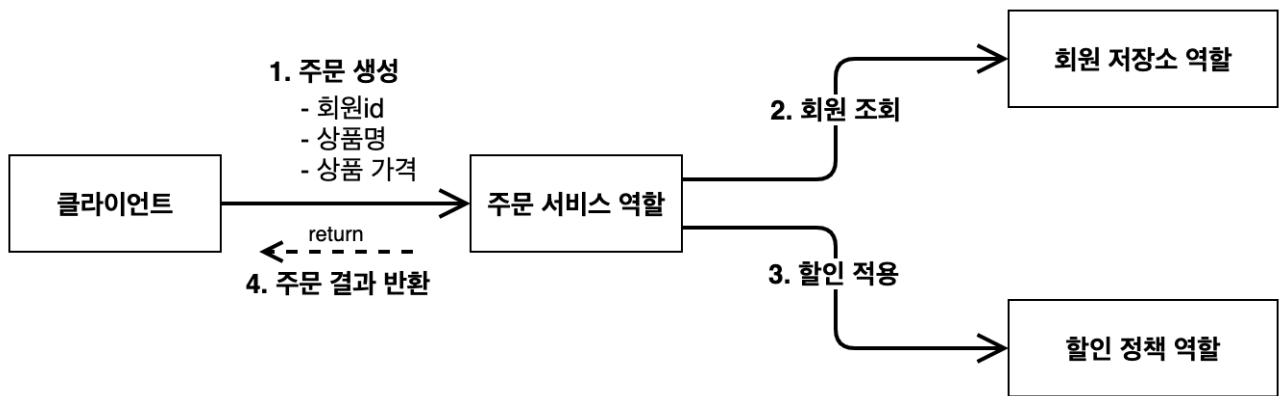 클라이언트
1. 주문 생성
- 회원id
- 상품명
- 상품 가격
return
4. 주문 결과 반환
주문 서비스 역할
2. 회원 조회
회원 저장소 역할
3. 할인 적용
할인 정책 역할